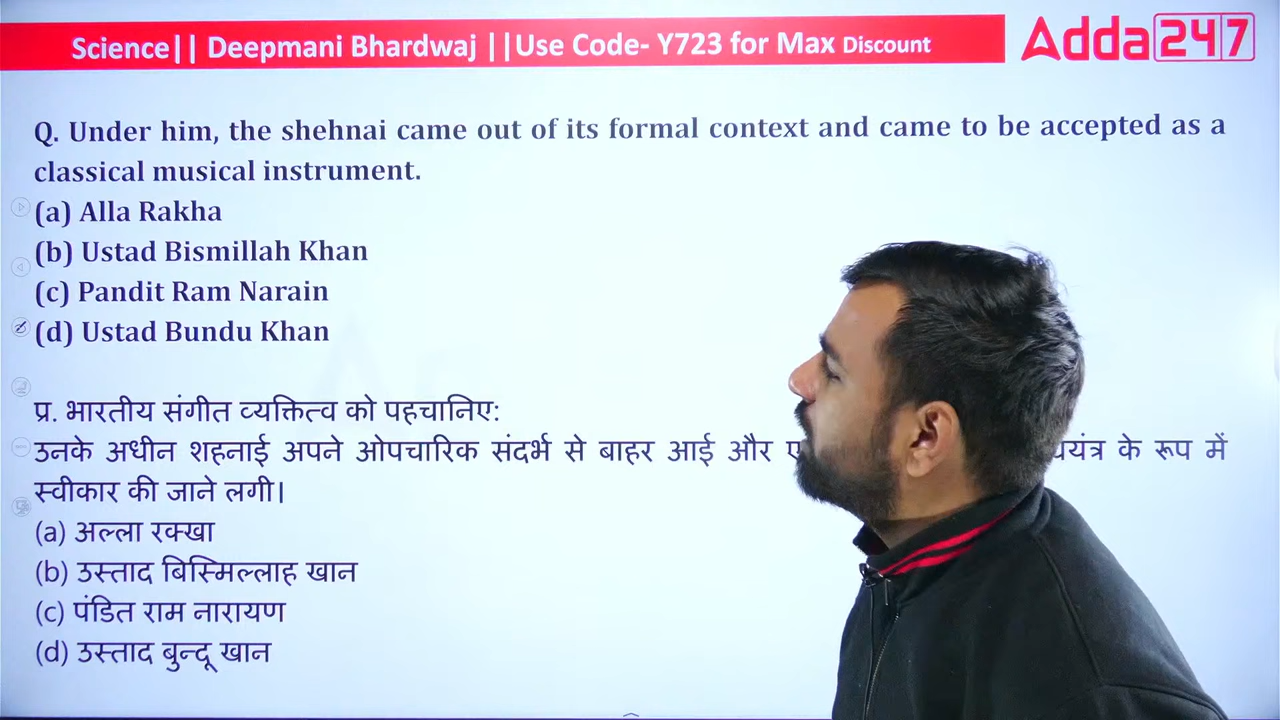 Science|| Deepmani Bhardwaj ||Use Code- Y723 for Max Discount
Adda247
Q. Under him, the shehnai came out of its formal context and came to be accepted as a
classical musical instrument.
(a) Alla Rakha
(b) Ustad Bismillah Khan
(c) Pandit Ram Narain
(d) Ustad Bundu Khan
प्र. भारतीय संगीत व्यक्तित्व को पहचानिए:
उनके अधीन शहनाई अपने ओपचारिक संदर्भ से बाहर आई और के रूप में
स्वीकार की जाने लगी।
(a) अल्ला रक्खा
(b) उस्ताद बिस्मिल्लाह खान
(c) पंडित राम नारायण
(d) उस्ताद बुन्दू खान